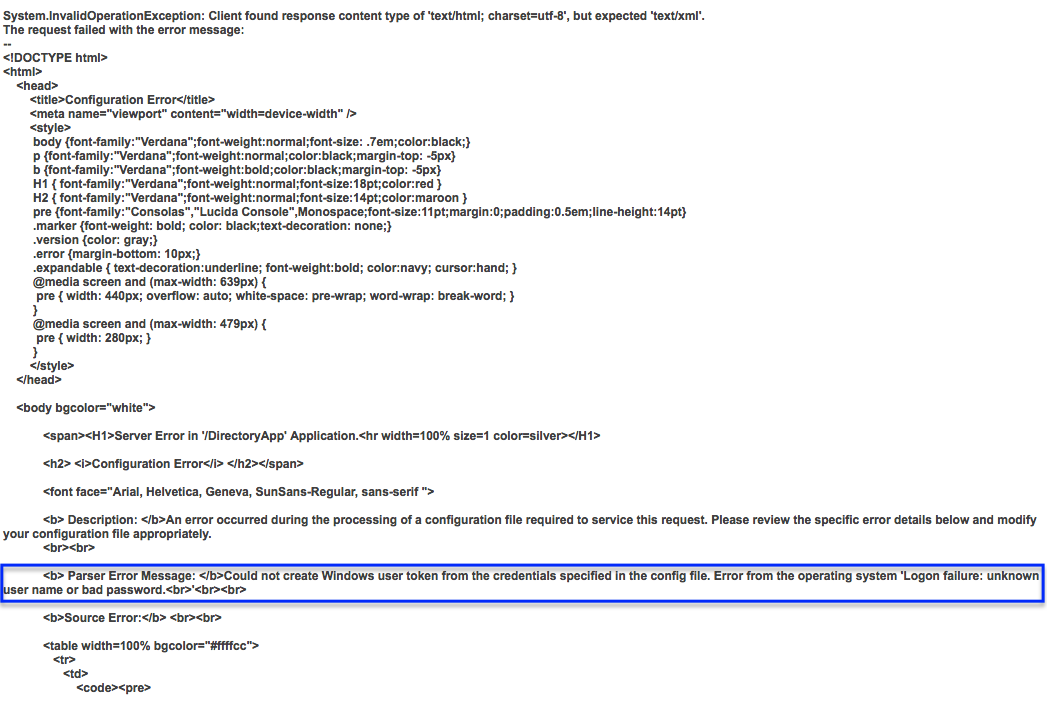 System.InvalidOperationException: Client found response content type of 'text/html; charset=utf-8', but expected 'text/xml'.
The request failed with the error message:
--
<!DOCTYPE html>
<html>
<head>
<title>Configuration Error</title>
<meta name="viewport" content="width=device-width" />
<style>
body {font-family:"Verdana";font-weight:normal;font-size: .7em;color:black;}
p {font-family:"Verdana";font-weight:normal;color:black;margin-top: -5px}
b {font-family:"Verdana";font-weight:bold;color:black;margin-top: -5px}
H1 { font-family:"Verdana";font-weight:normal;font-size:18pt;color:red }
H2 { font-family:"Verdana";font-weight:normal;font-size:14pt;color:maroon }
pre {font-family:"Consolas","Lucida Console",Monospace;font-size:11pt;margin:0;padding:0.5em;line-height:14pt}
.marker {font-weight: bold; color: black;text-decoration: none;}
.version {color: gray;}
.error {margin-bottom: 10px;}
.expandable { text-decoration:underline; font-weight:bold; color:navy; cursor:hand; }
@media screen and (max-width: 639px) {
pre { width: 440px; overflow: auto; white-space: pre-wrap; word-wrap: break-word; }
}
@media screen and (max-width: 479px) {
pre { width: 280px; }
}
</style>
</head>
<body bgcolor="white">
<span><H1>Server Error in '/DirectoryApp' Application.<hr width=100% size=1 color=silver></H1>
<h2> <i>Configuration Error</i> </h2></span>
<font face="Arial, Helvetica, Geneva, SunSans-Regular, sans-serif ">
<b> Description: </b>An error occurred during the processing of a configuration file required to service this request. Please review the specific error details below and modify
your configuration file appropriately.
<br><br>
<b> Parser Error Message: </b>Could not create Windows user token from the credentials specified in the config file. Error from the operating system 'Logon failure: unknown
user name or bad password.<br>'<br><br>
<b>Source Error:</b> <br><br>
<table width=100% bgcolor="#ffffcc">
<tr>
<td>
<code><pre>